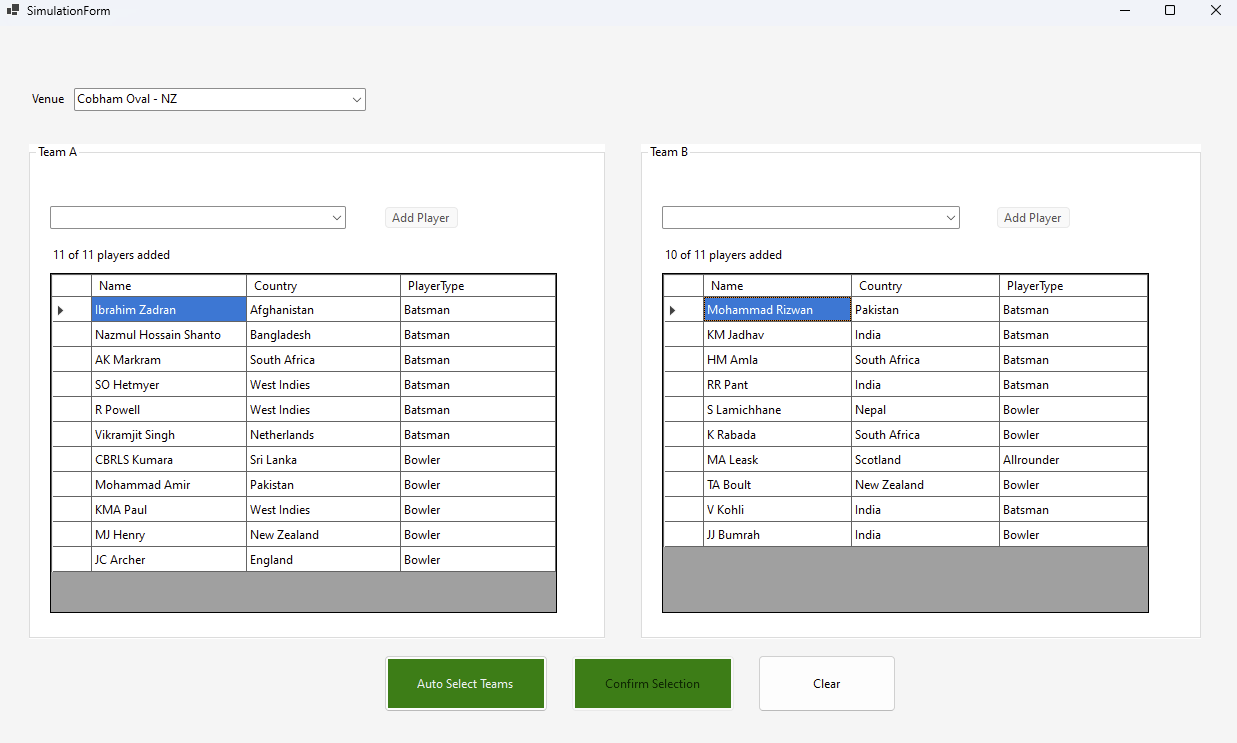 SimulationForm
Venue Cobham Oval - NZ
Team A
Add Player
11 of 11 players added
Name Country PlayerType
Ibrahim Zadran Afghanistan Batsman
Nazmul Hossain Shanto Bangladesh Batsman
AK Markram South Africa Batsman
SO Hetmyer West Indies Batsman
R Powell West Indies Batsman
Vikramjit Singh Netherlands Batsman
CBRLS Kumara Sri Lanka Bowler
Mohammad Amir Pakistan Bowler
KMA Paul West Indies Bowler
MJ Henry New Zealand Bowler
JC Archer England Bowler
Team B
Add Player
10 of 11 players added
Name Country PlayerType
Mohammad Rizwan Pakistan Batsman
KM Jadhav India Batsman
HM Amla South Africa Batsman
RR Pant India Batsman
S Lamichhane Nepal Bowler
K Rabada South Africa Bowler
MA Leask Scotland Allrounder
TA Boult New Zealand Bowler
V Kohli India Batsman
JJ Bumrah India Bowler
Auto Select Teams Confirm Selection Clear